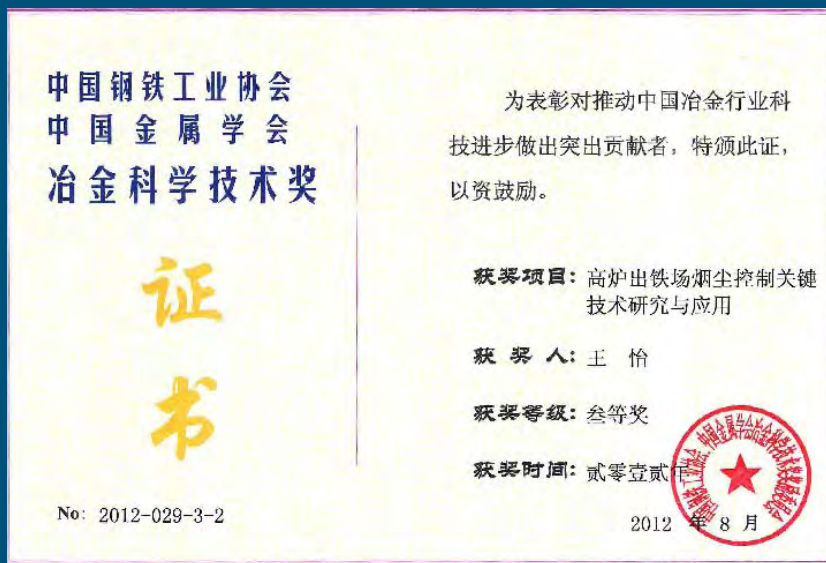 中国钢铁工业协会
中国金属学会
冶金科学技术奖
证
书
No: 2012-029-3-2
为表彰对推动中国冶金行业科
技进步做出突出贡献者，特颁此证，
以资鼓励。
获奖项目：高炉出铁场烟尘控制关键
技术研究与应用
获 奖 人：王 怡
获奖等级：叁等奖
获奖时间：贰零壹贰年
2012 年 8 月